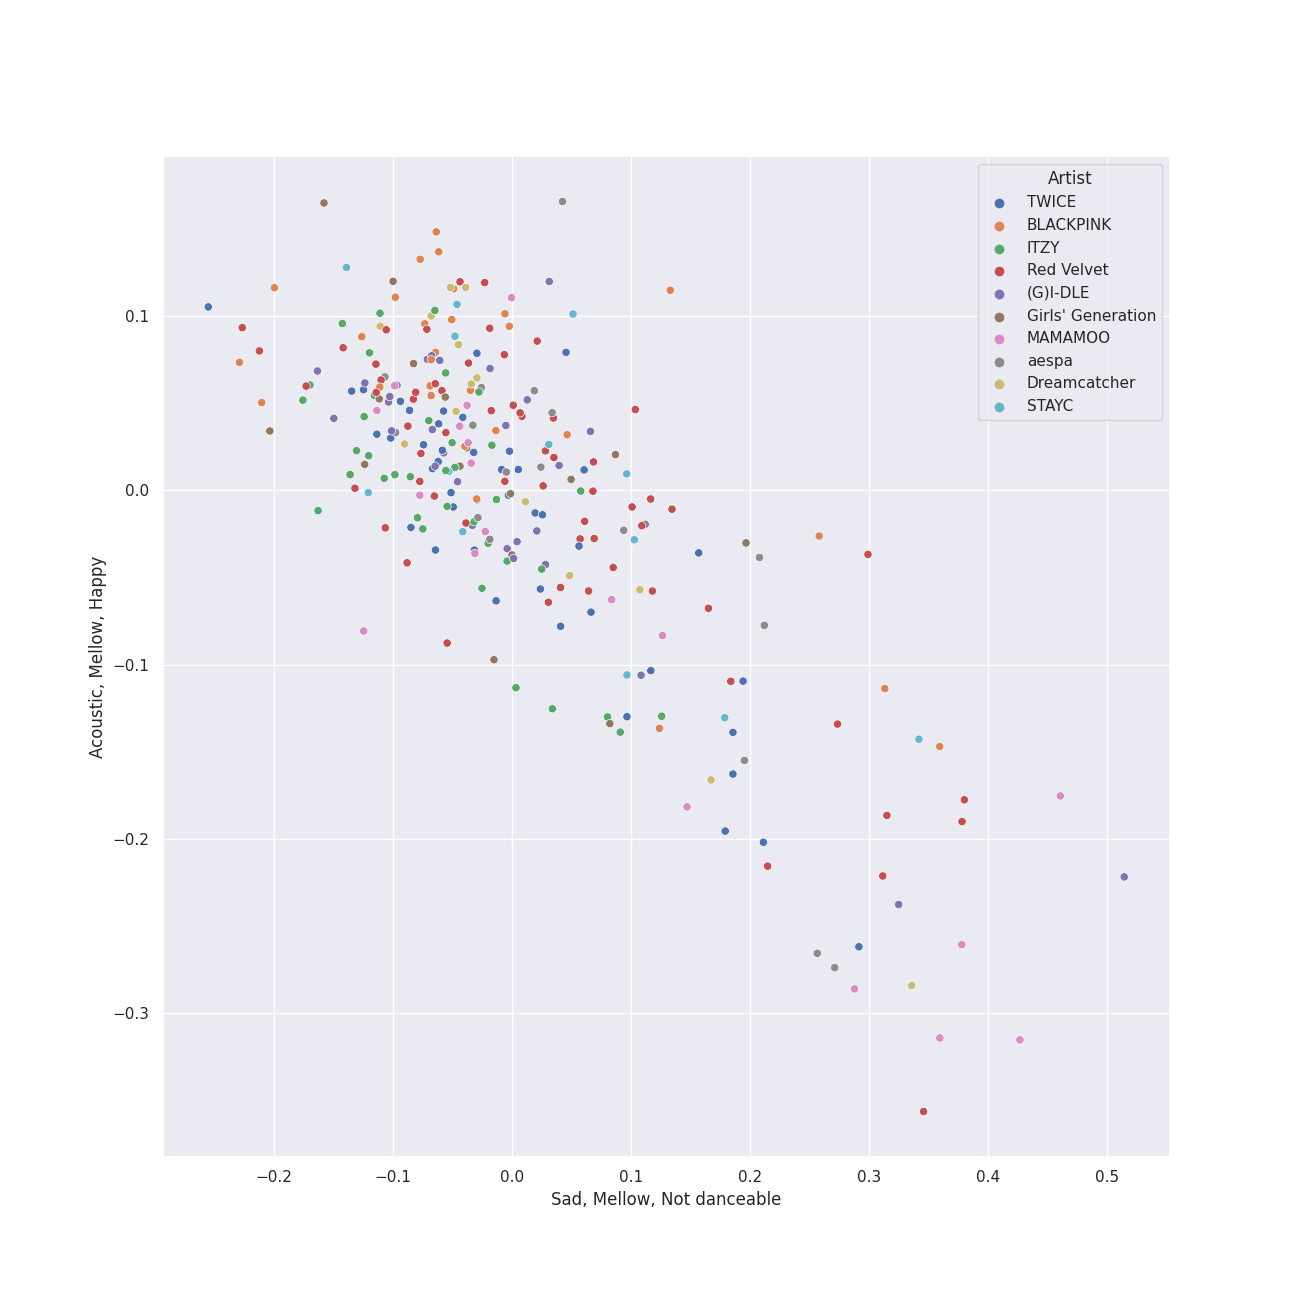 Artist
TWICE
BLACKPINK
ITZY
Red Velvet
(G)I-DLE
Girls' Generation
MAMAMOO
aespa
Dreamcatcher
STAYC
0.1
0.0
−0.1
−0.2
−0.3
Acoustic, Mellow, Happy
−0.2 −0.1 0.0 0.1 0.2 0.3 0.4 0.5
Sad, Mellow, Not danceable